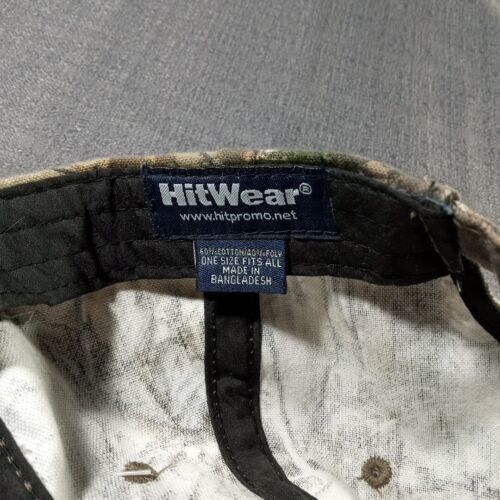 HitWear®
www.hitpromo.net
60%COTTON/40%POLY
ONE SIZE FITS ALL
MADE IN
BANGLADESH